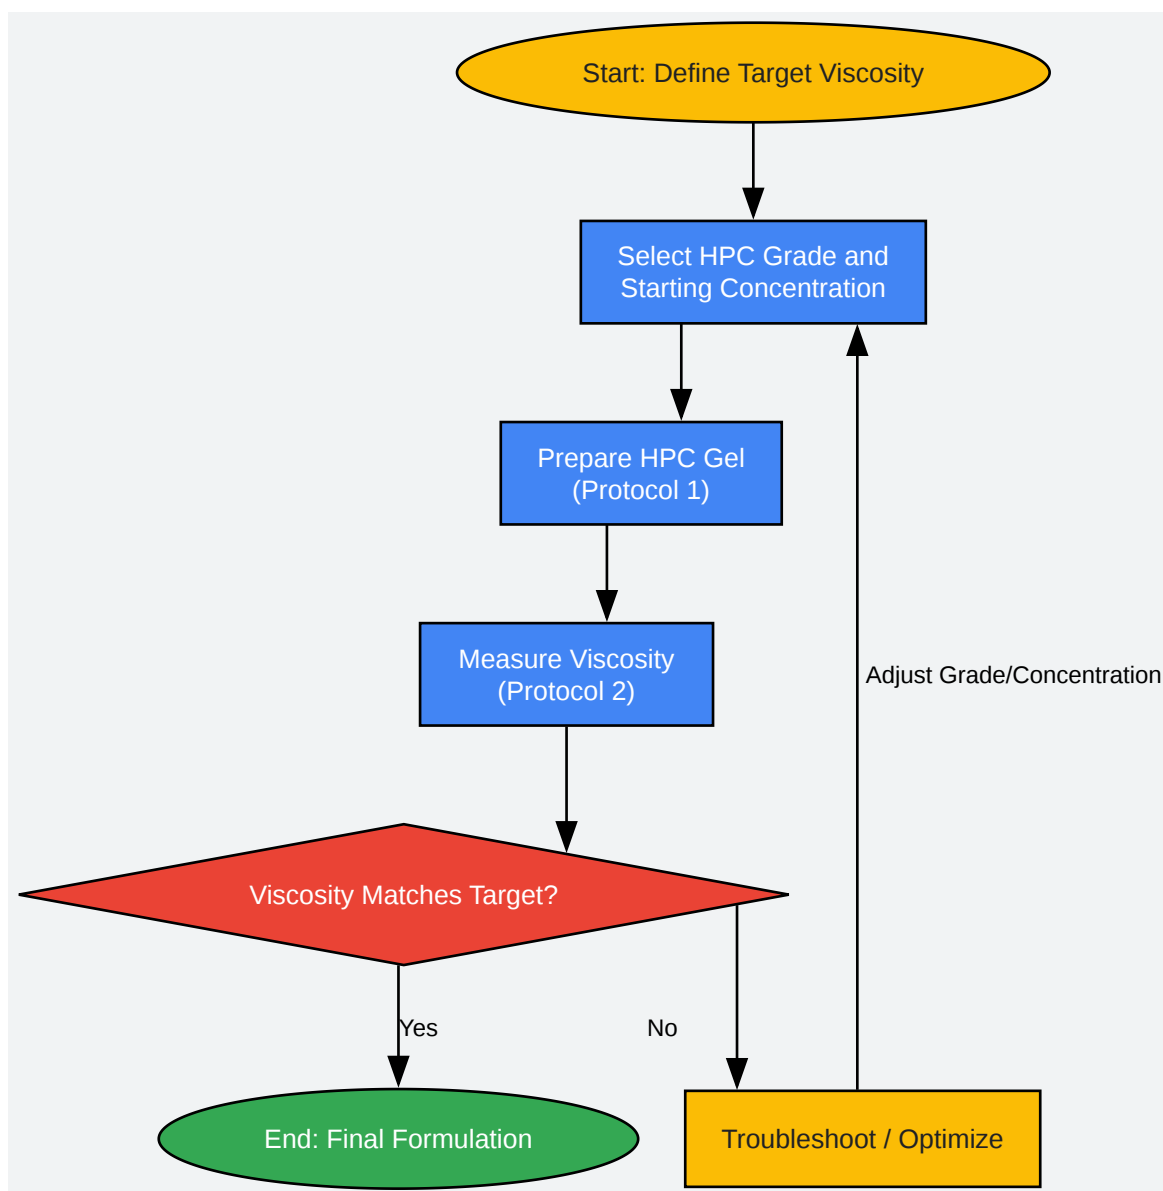 Start: Define Target Viscosity
Select HPC Grade and
Starting Concentration
Prepare HPC Gel
(Protocol 1)
Measure Viscosity
(Protocol 2)
Adjust Grade/Concentration
Viscosity Matches Target?
Yes
No
End: Final Formulation
Troubleshoot / Optimize